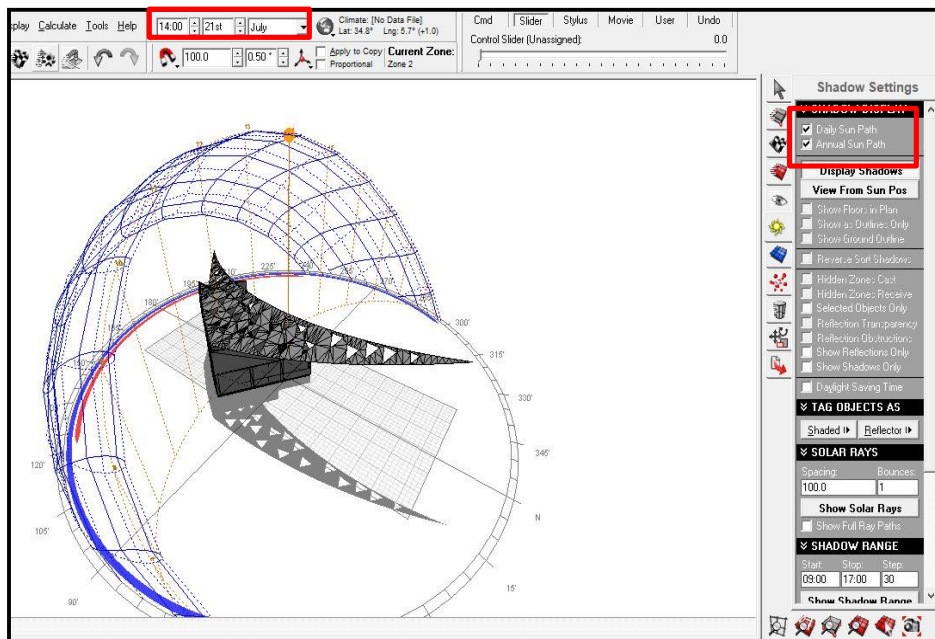 splay Calculate Tools Help
14:00 21st July
Climate: [No Data File]
Lat: 34.8° Lng: 5.7° (+1.0)
100.0 0.50° Apply to Copy
Proportional
Current Zone:
Zone 2
Cmd Slider Stylus Movie User Undo
Control Slider (Unassigned): 0.0
Shadow Settings
SHADOW DISPLAY
Daily Sun Path
Annual Sun Path
Display Shadows
View From Sun Pos
Show Floors in Plan
Show as Outlines Only
Show Ground Outline
Reverse Sort Shadows
Hidden Zones Cast
Hidden Zones Receive
Selected Objects Only
Reflection Transparency
Reflection Obstructions
Show Reflections Only
Show Shadows Only
Daylight Saving Time
TAG OBJECTS AS
Shaded Reflector
SOLAR RAYS
Spacing: Bounces:
100.0 1
Show Solar Rays
Show Full Ray Paths
SHADOW RANGE
Start: Stop: Step:
09:00 17:00 30
Show Shadow Range
180°
195°
210°
225°
270°
300°
315°
330°
345°
N
15°
90°
105°
120°